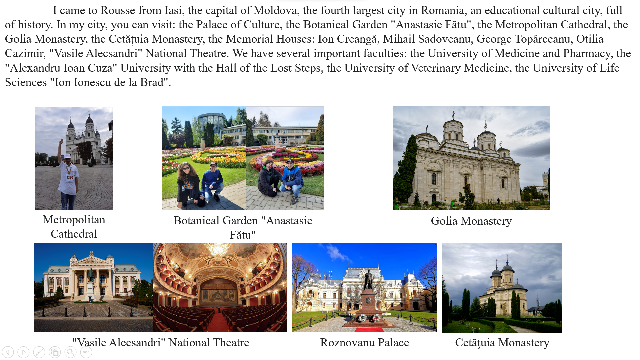 I came to Rousse from Iasi, the capital of Moldova, the fourth largest city in Romania, an educational cultural city, full
of history. In my city, you can visit: the Palace of Culture, the Botanical Garden "Anastasie Fătu", the Metropolitan Cathedral, the
Golia Monastery, the Cetățuia Monastery, the Memorial Houses: Ion Creangă, Mihail Sadoveanu, George Topârceanu, Otilia
Cazimir, "Vasile Alecsandri" National Theatre. We have several important faculties: the University of Medicine and Pharmacy, the
"Alexandru Ioan Cuza" University with the Hall of the Lost Steps, the University of Veterinary Medicine, the University of Life
Sciences "Ion Ionescu de la Brad".
Metropolitan
Cathedral
Botanical Garden "Anastasie
Fătu"
Golia Monastery
"Vasile Alecsandri" National Theatre
Roznovanu Palace
Cetățuia Monastery